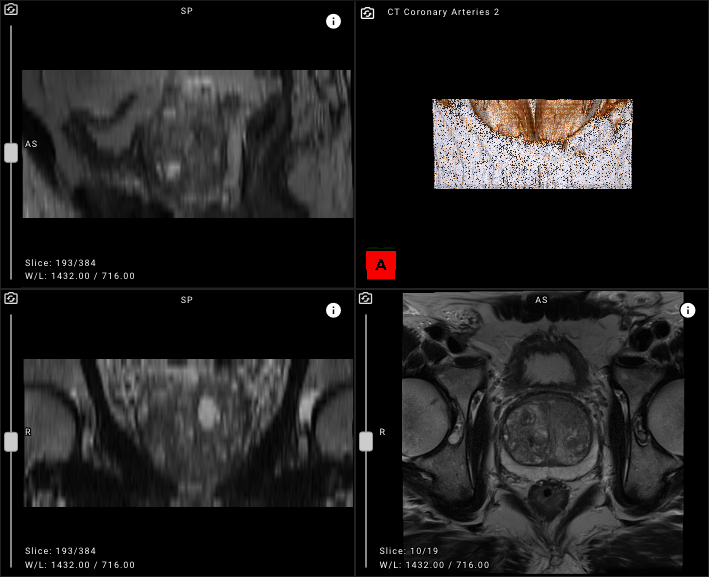 SP
AS
Slice: 193/384
W/L: 1432.00 / 716.00
CT Coronary Arteries 2
A
SP
R
Slice: 193/384
W/L: 1432.00 / 716.00
AS
R
Slice: 10/19
W/L: 1432.00 / 716.00